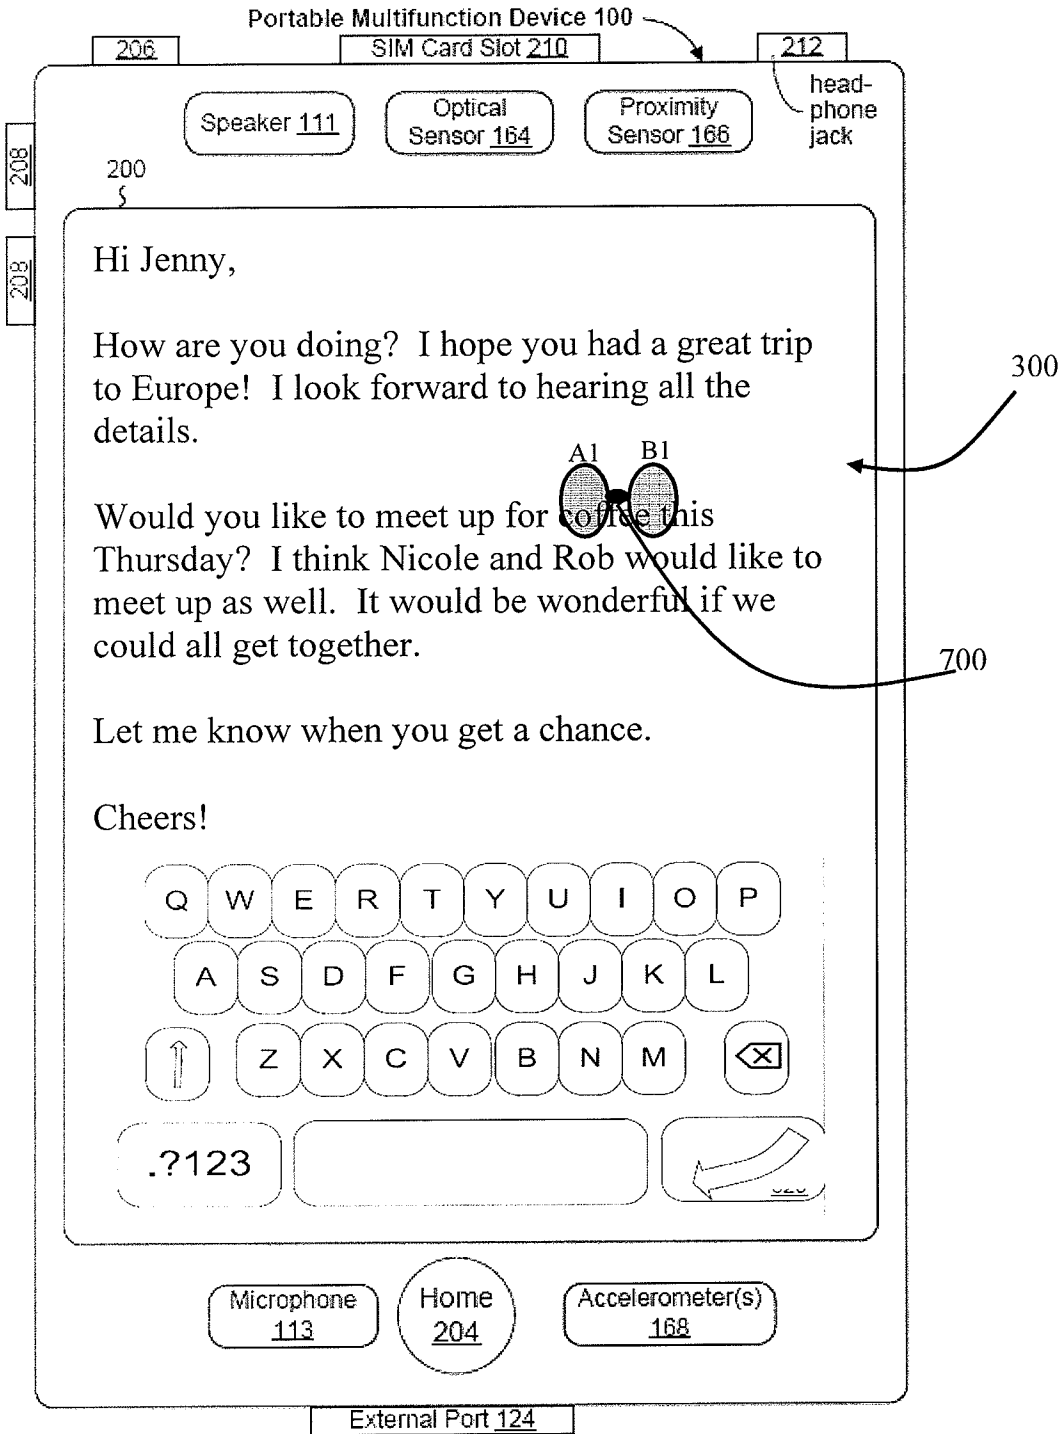 Portable Multifunction Device 100
206
SIM Card Slot 210
212
head-
phone
jack
Speaker 111
Optical
Sensor 164
Proximity
Sensor 166
208
200
208
Hi Jenny,
How are you doing?  I hope you had a great trip
to Europe!  I look forward to hearing all the
details.
300
A1 B1
Would you like to meet up for coffee this
Thursday?  I think Nicole and Rob would like to
meet up as well.  It would be wonderful if we
could all get together.
700
Let me know when you get a chance.
Cheers!
Q W E R T Y U I O P
A S D F G H J K L
Z X C V B N M
.?123
Microphone
113
Home
204
Accelerometer(s)
168
External Port 124